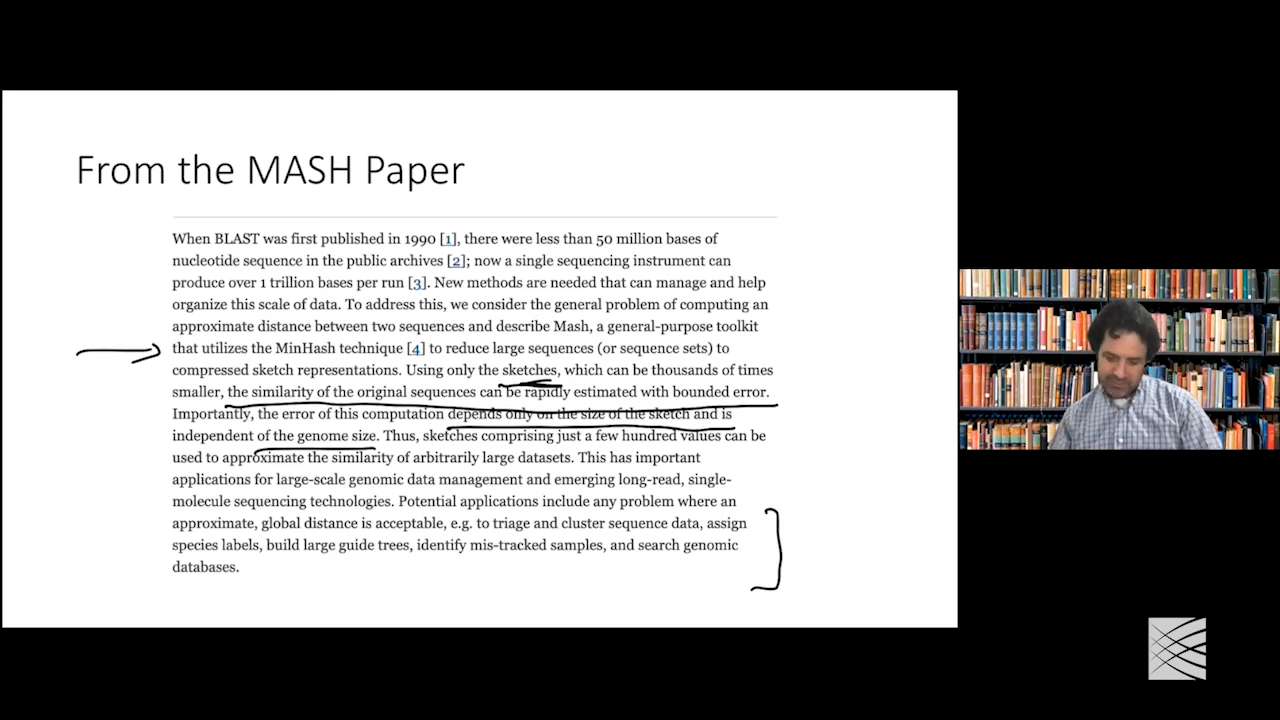 From the MASH Paper
When BLAST was first published in 1990 [1], there were less than 50 million bases of
nucleotide sequence in the public archives [2]; now a single sequencing instrument can
produce over 1 trillion bases per run [3]. New methods are needed that can manage and help
organize this scale of data. To address this, we consider the general problem of computing an
approximate distance between two sequences and describe Mash, a general-purpose toolkit
that utilizes the MinHash technique [4] to reduce large sequences (or sequence sets) to
compressed sketch representations. Using only the sketches, which can be thousands of times
smaller, the similarity of the original sequences can be rapidly estimated with bounded error.
Importantly, the error of this computation depends only on the size of the sketch and is
independent of the genome size. Thus, sketches comprising just a few hundred values can be
used to approximate the similarity of arbitrarily large datasets. This has important
applications for large-scale genomic data management and emerging long-read, single-
molecule sequencing technologies. Potential applications include any problem where an
approximate, global distance is acceptable, e.g. to triage and cluster sequence data, assign
species labels, build large guide trees, identify mis-tracked samples, and search genomic
databases.